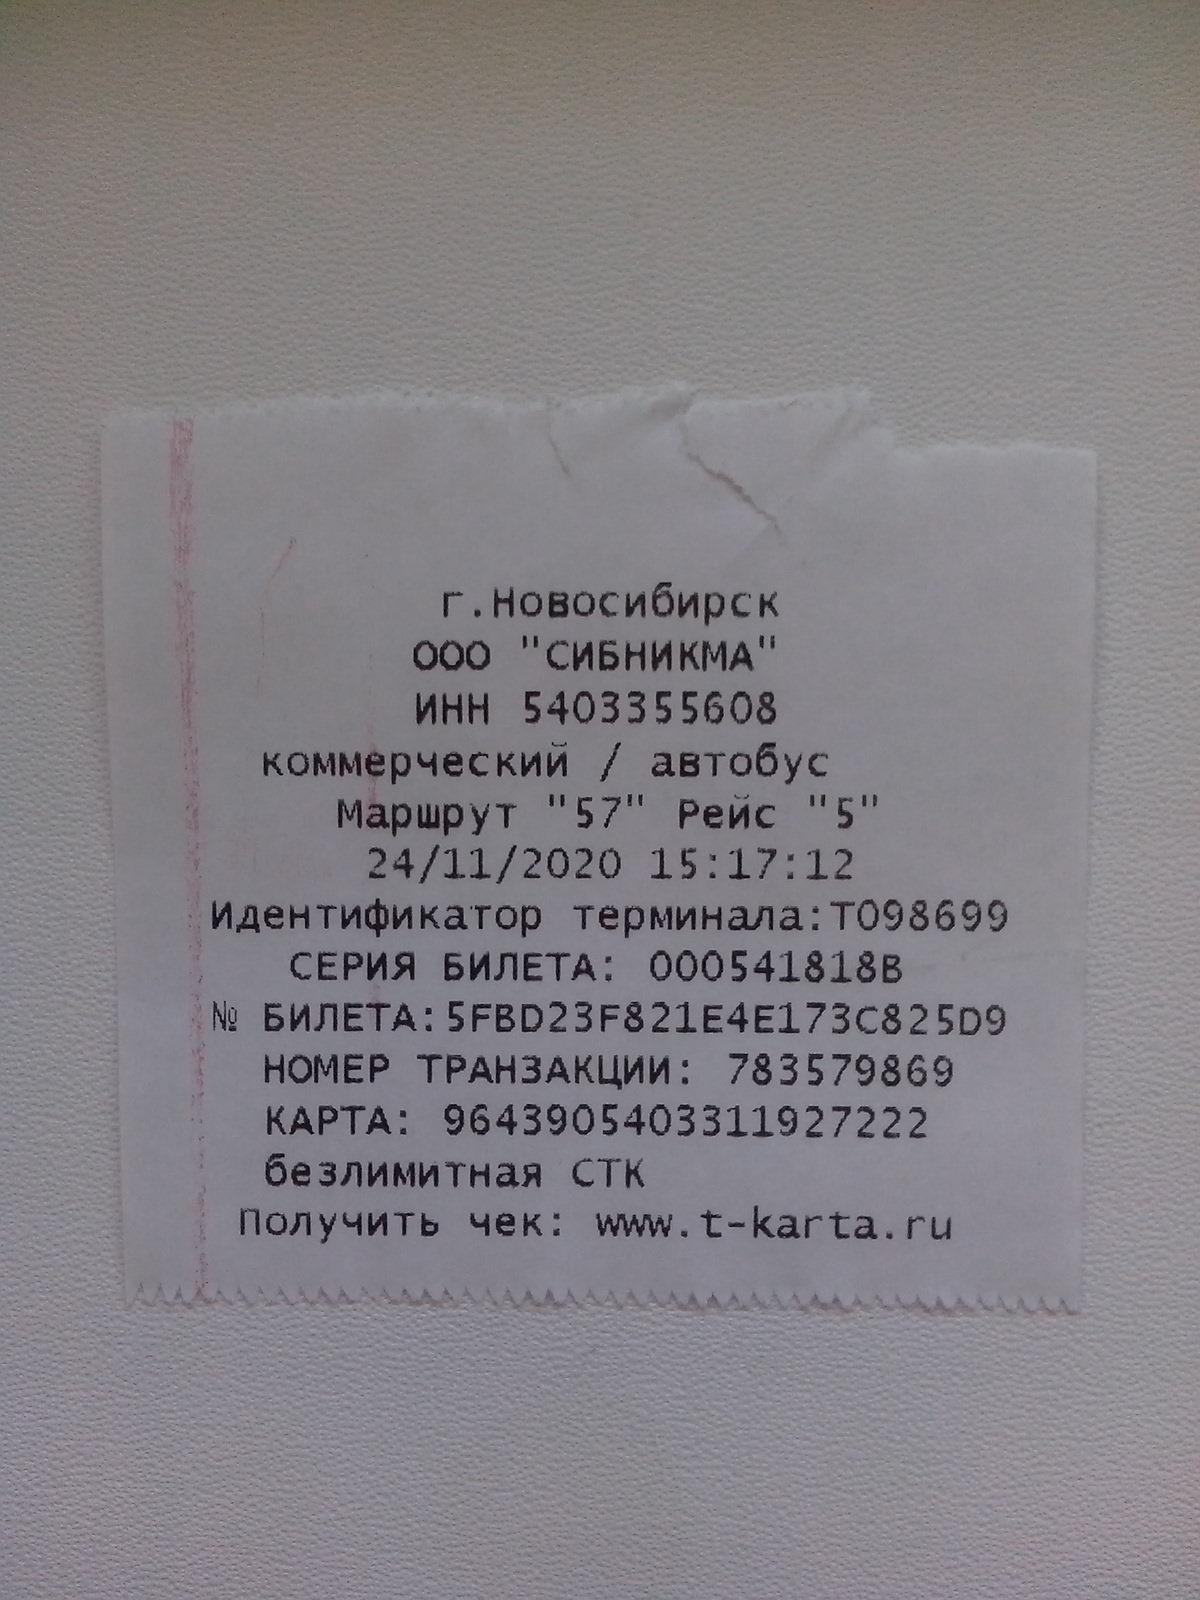 г.Новосибирск
ООО "СИБНИКМА"
ИНН 5403355608
коммерческий / автобус
Маршрут "57" Рейс "5"
24/11/2020 15:17:12
Идентификатор терминала:T098699
СЕРИЯ БИЛЕТА: 000541818B
№ БИЛЕТА:5FBD23F821E4E173C825D9
НОМЕР ТРАНЗАКЦИИ: 783579869
КАРТА: 9643905403311927222
безлимитная СТК
Получить чек: www.t-karta.ru